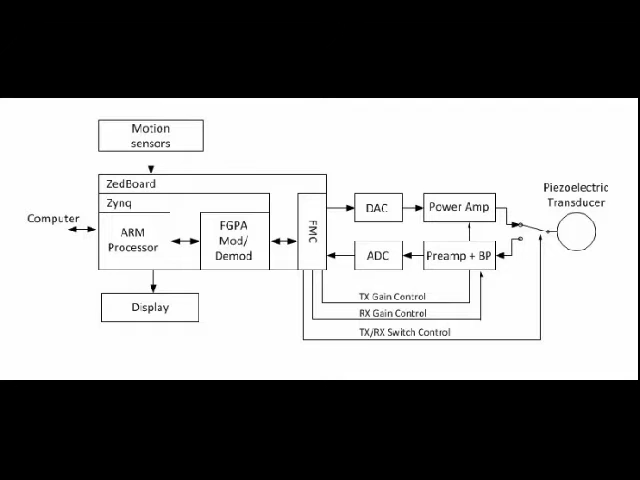 Motion
sensors
ZedBoard
Zynq
Computer
ARM
Processor
FGPA
Mod/
Demod
FMC
DAC
Power Amp
Piezoelectric
Transducer
ADC
Preamp + BP
Display
TX Gain Control
RX Gain Control
TX/RX Switch Control